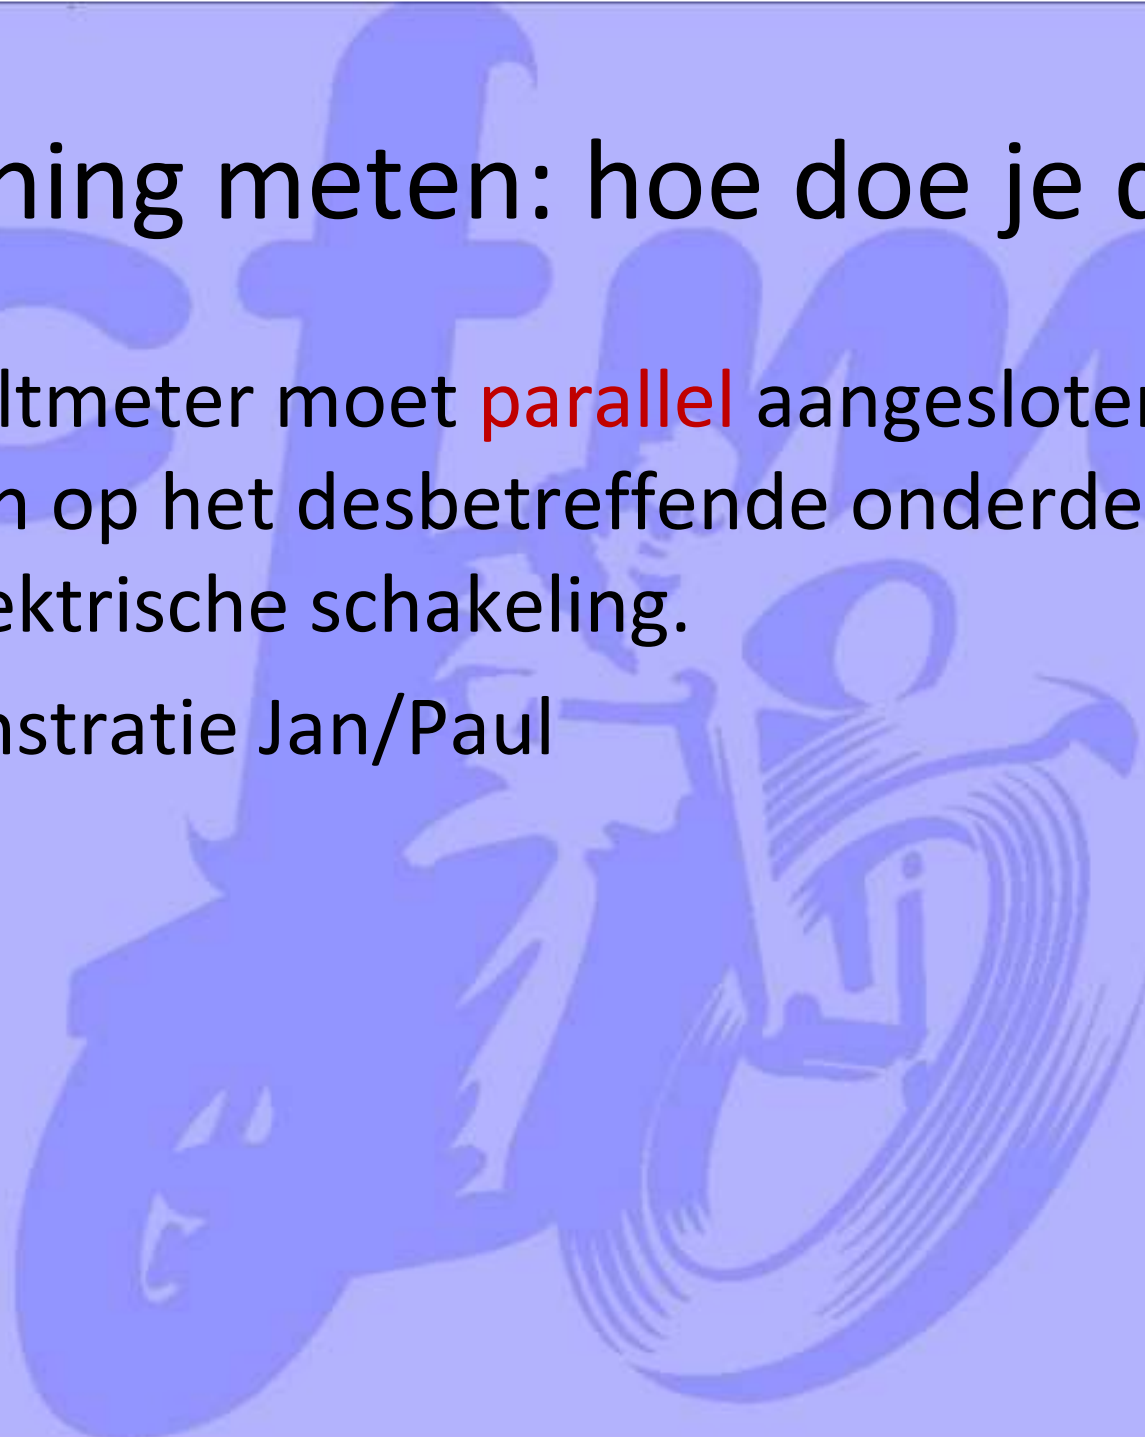 ning meten: hoe doe je d
ltmeter moet parallel aangesloten
n op het desbetreffende onderde
ektrische schakeling.
nstratie Jan/Paul